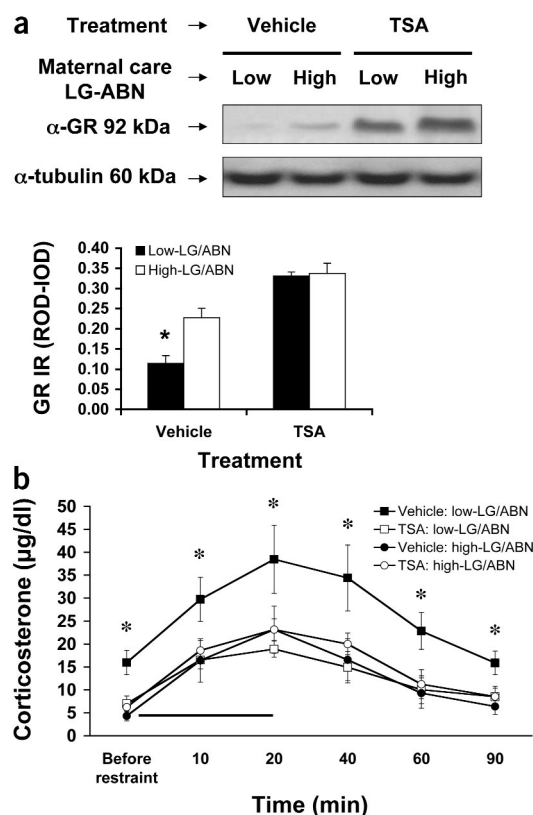 a
Treatment → Vehicle TSA
Maternal care
LG-ABN → Low High Low High
α-GR 92 kDa →
α-tubulin 60 kDa →
0.40
0.35
0.30
0.25
0.20
0.15
0.10
0.05
0.00
GR IR (ROD-IOD)
Low-LG/ABN
High-LG/ABN
*
Vehicle TSA
Treatment
b
50
45
40
35
30
25
20
15
10
5
0
Corticosterone (µg/dl)
Vehicle: low-LG/ABN
TSA: low-LG/ABN
Vehicle: high-LG/ABN
TSA: high-LG/ABN
* * * * * *
Before
restraint 10 20 40 60 90
Time (min)